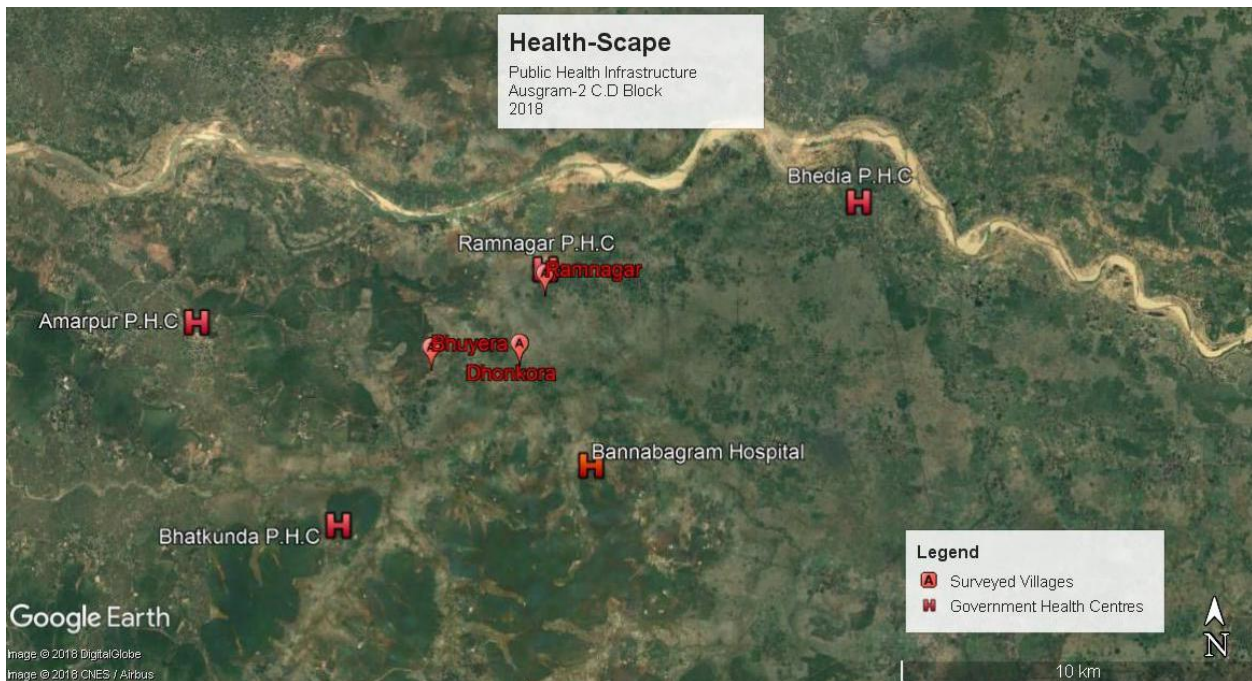 Health-Scape
Public Health Infrastructure
Ausgram-2 C.D Block
2018
Bhedia P.H.C
H
Ramnagar P.H.C
H
A
Ramnagar
Amarpur P.H.C
H
A
Bhuyera
A
Dhonkora
Bannabagram Hospital
H
Bhatkunda P.H.C
H
Legend
A Surveyed Villages
H Government Health Centres
Google Earth
Image © 2018 DigitalGlobe
Image © 2018 CNES / Airbus
N
10 km